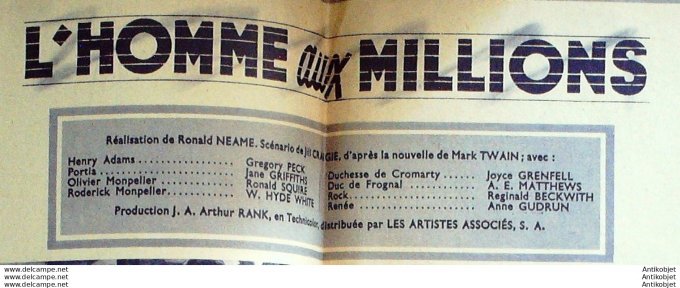 L'HOMME aux MILLIONS
Réalisation de Ronald NEAME. Scénario de Jill CRAGIE, d'après la nouvelle de Mark TWAIN ; avec :
Henry Adams .............. Gregory PECK
Portia ........................ Jane GRIFFITHS
Olivier Monpelier ........... Ronald SQUIRE
Roderick Monpelier......... W. HYDE WHITE
Duchesse de Cromarty ..... Joyce GRENFELL
Duc de Frognal ............. A. E. MATTHEWS
Rock........................ Reginald BECKWITH
Renée ...................... Anne GUDRUN
Production J. A. Arthur RANK, en Technicolor, distribuée par LES ARTISTES ASSOCIÉS, S. A.
www.delcampe.net
www.delcampe.net
www.delcampe.net
Antikobjet
Antikobjet
Antikobjet